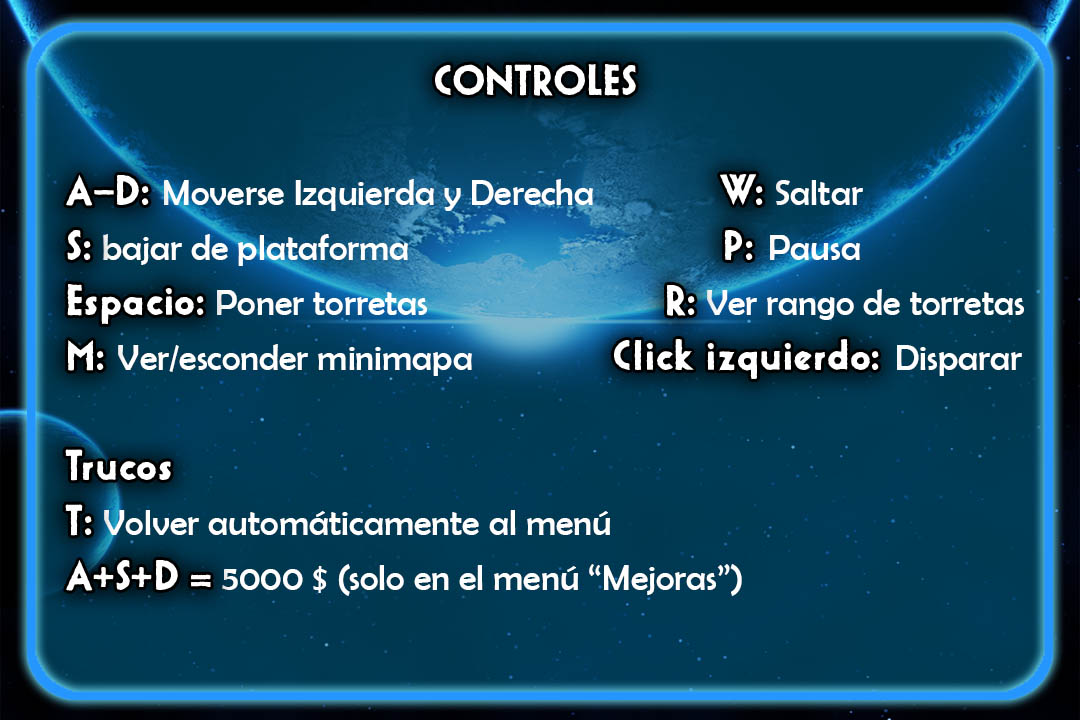 CONTROLES
A-D: Moverse Izquierda y Derecha
W: Saltar
S: bajar de plataforma
P: Pausa
Espacio: Poner torretas
R: Ver rango de torretas
M: Ver/esconder minimapa
Click izquierdo: Disparar
Trucos
T: Volver automáticamente al menú
A+S+D = 5000 $ (solo en el menú “Mejoras”)